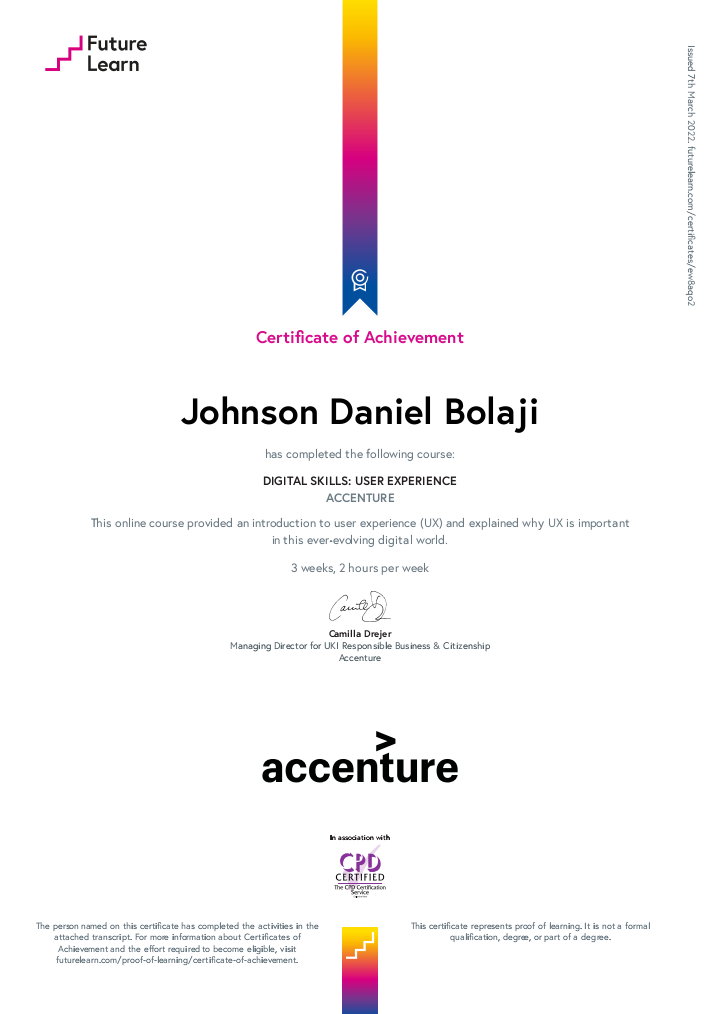 Future
Learn
Issued 7th March 2022. futurelearn.com/certificates/ew8aqo2
Certificate of Achievement
Johnson Daniel Bolaji
has completed the following course:
DIGITAL SKILLS: USER EXPERIENCE
ACCENTURE
This online course provided an introduction to user experience (UX) and explained why UX is important
in this ever-evolving digital world.
3 weeks, 2 hours per week
Camilla Drejer
Managing Director for UKI Responsible Business & Citizenship
Accenture
accenture
In association with
CPD
CERTIFIED
The CPD Certification
Service
The person named on this certificate has completed the activities in the
attached transcript. For more information about Certificates of
Achievement and the effort required to become eligible, visit
futurelearn.com/proof-of-learning/certificate-of-achievement.
This certificate represents proof of learning. It is not a formal
qualification, degree, or part of a degree.